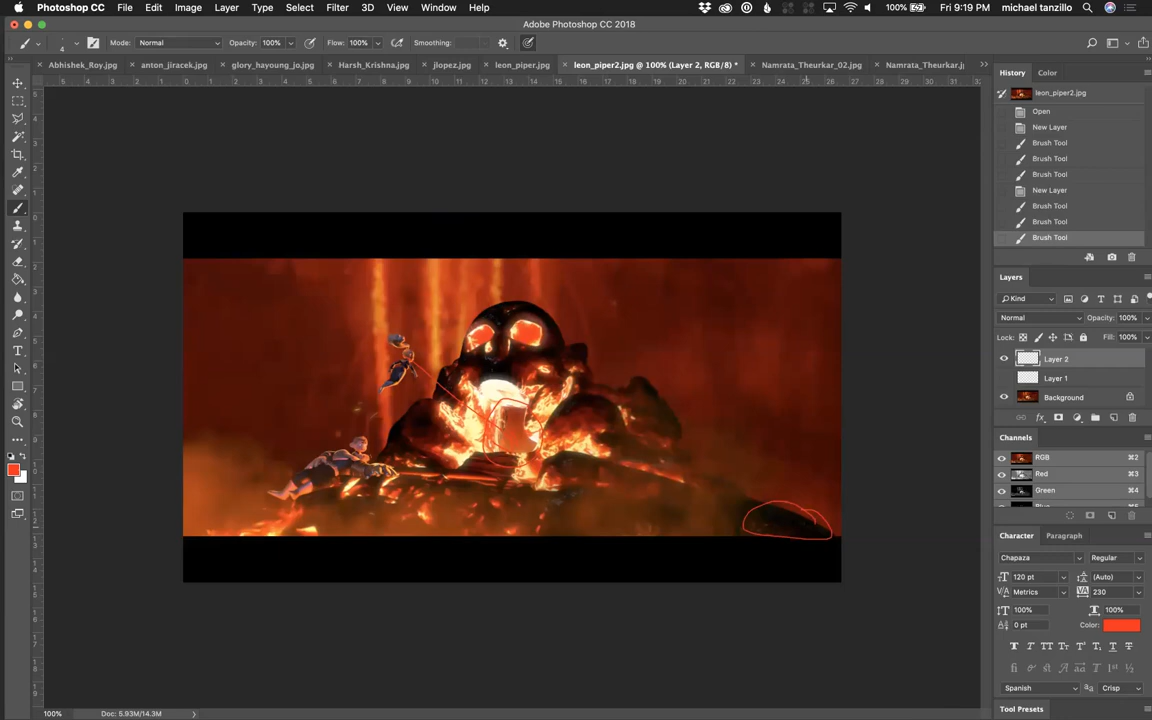 Photoshop CC File Edit Image Layer Type Select Filter 3D View Window Help 100% Fri 9:19 PM michael tanzillo
Adobe Photoshop CC 2018
4 Mode: Normal Opacity: 100% Flow: 100% Smoothing:
Abhishek_Roy.jpg anton_jiracek.jpg glory_hayoung_jo.jpg Harsh_Krishna.jpg jlopez.jpg leon_piper.jpg leon_piper2.jpg @ 100% (Layer 2, RGB/8) * Namrata_Theurkar_02.jpg Namrata_Theurkar.j
History Color
leon_piper2.jpg
Open
New Layer
Brush Tool
Brush Tool
Brush Tool
New Layer
Brush Tool
Brush Tool
Brush Tool
Layers
Kind
Normal Opacity: 100%
Lock: Fill: 100%
Layer 2
Layer 1
Background
Channels
RGB ⌘2
Red ⌘3
Green ⌘4
Character Paragraph
Chapaza Regular
120 pt (Auto)
Metrics 230
100% 100%
0 pt Color:
Spanish Crisp
Tool Presets
100% Doc: 5.93M/14.3M